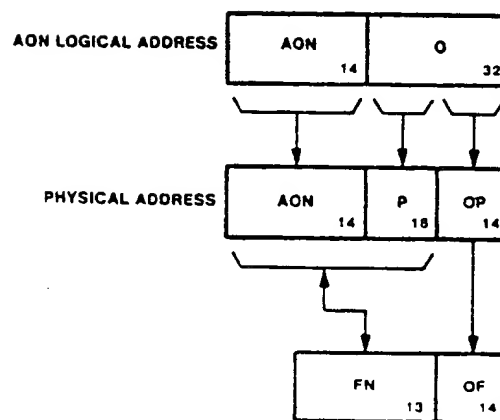 AON LOGICAL ADDRESS
AON 14
O 32
PHYSICAL ADDRESS
AON 14
P 18
OP 14
FN 13
OF 14